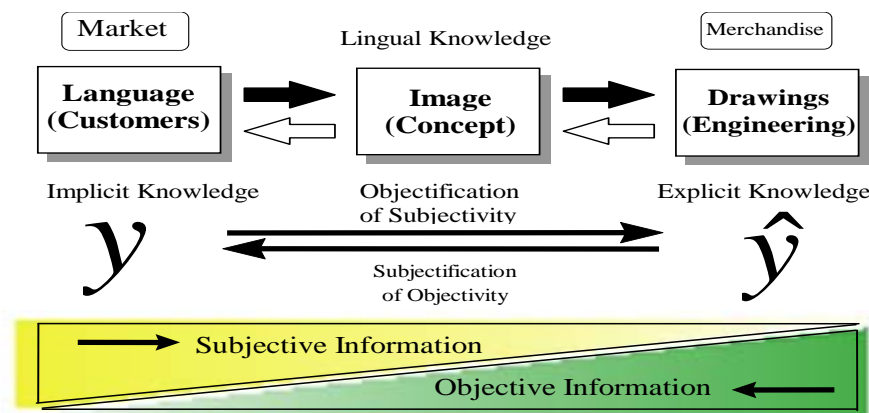 Market
Lingual Knowledge
Merchandise
Language
(Customers)
Image
(Concept)
Drawings
(Engineering)
Implicit Knowledge
Objectification
of Subjectivity
Explicit Knowledge
y
ŷ
Subjectification
of Objectivity
Subjective Information
Objective Information